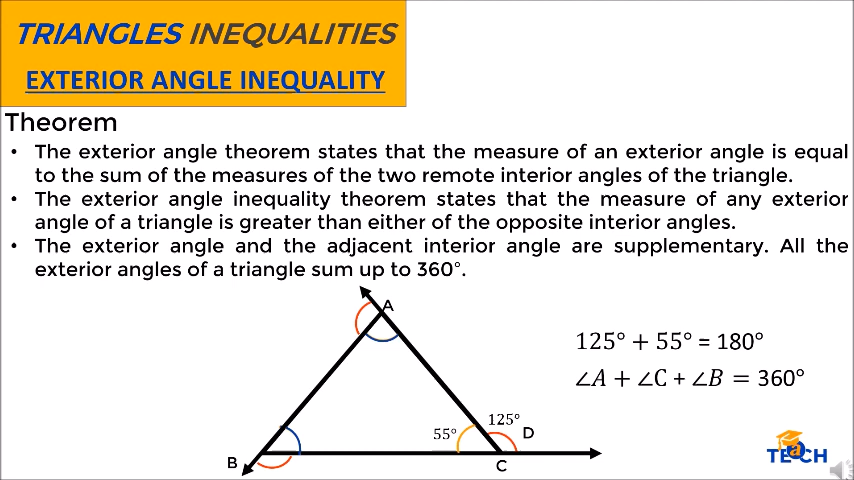 TRIANGLES INEQUALITIES
EXTERIOR ANGLE INEQUALITY
Theorem
• The exterior angle theorem states that the measure of an exterior angle is equal
to the sum of the measures of the two remote interior angles of the triangle.
• The exterior angle inequality theorem states that the measure of any exterior
angle of a triangle is greater than either of the opposite interior angles.
• The exterior angle and the adjacent interior angle are supplementary. All the
exterior angles of a triangle sum up to 360°.
A
125° + 55° = 180°
∠A + ∠C + ∠B = 360°
125°
55°
D
B
C
TEaCH